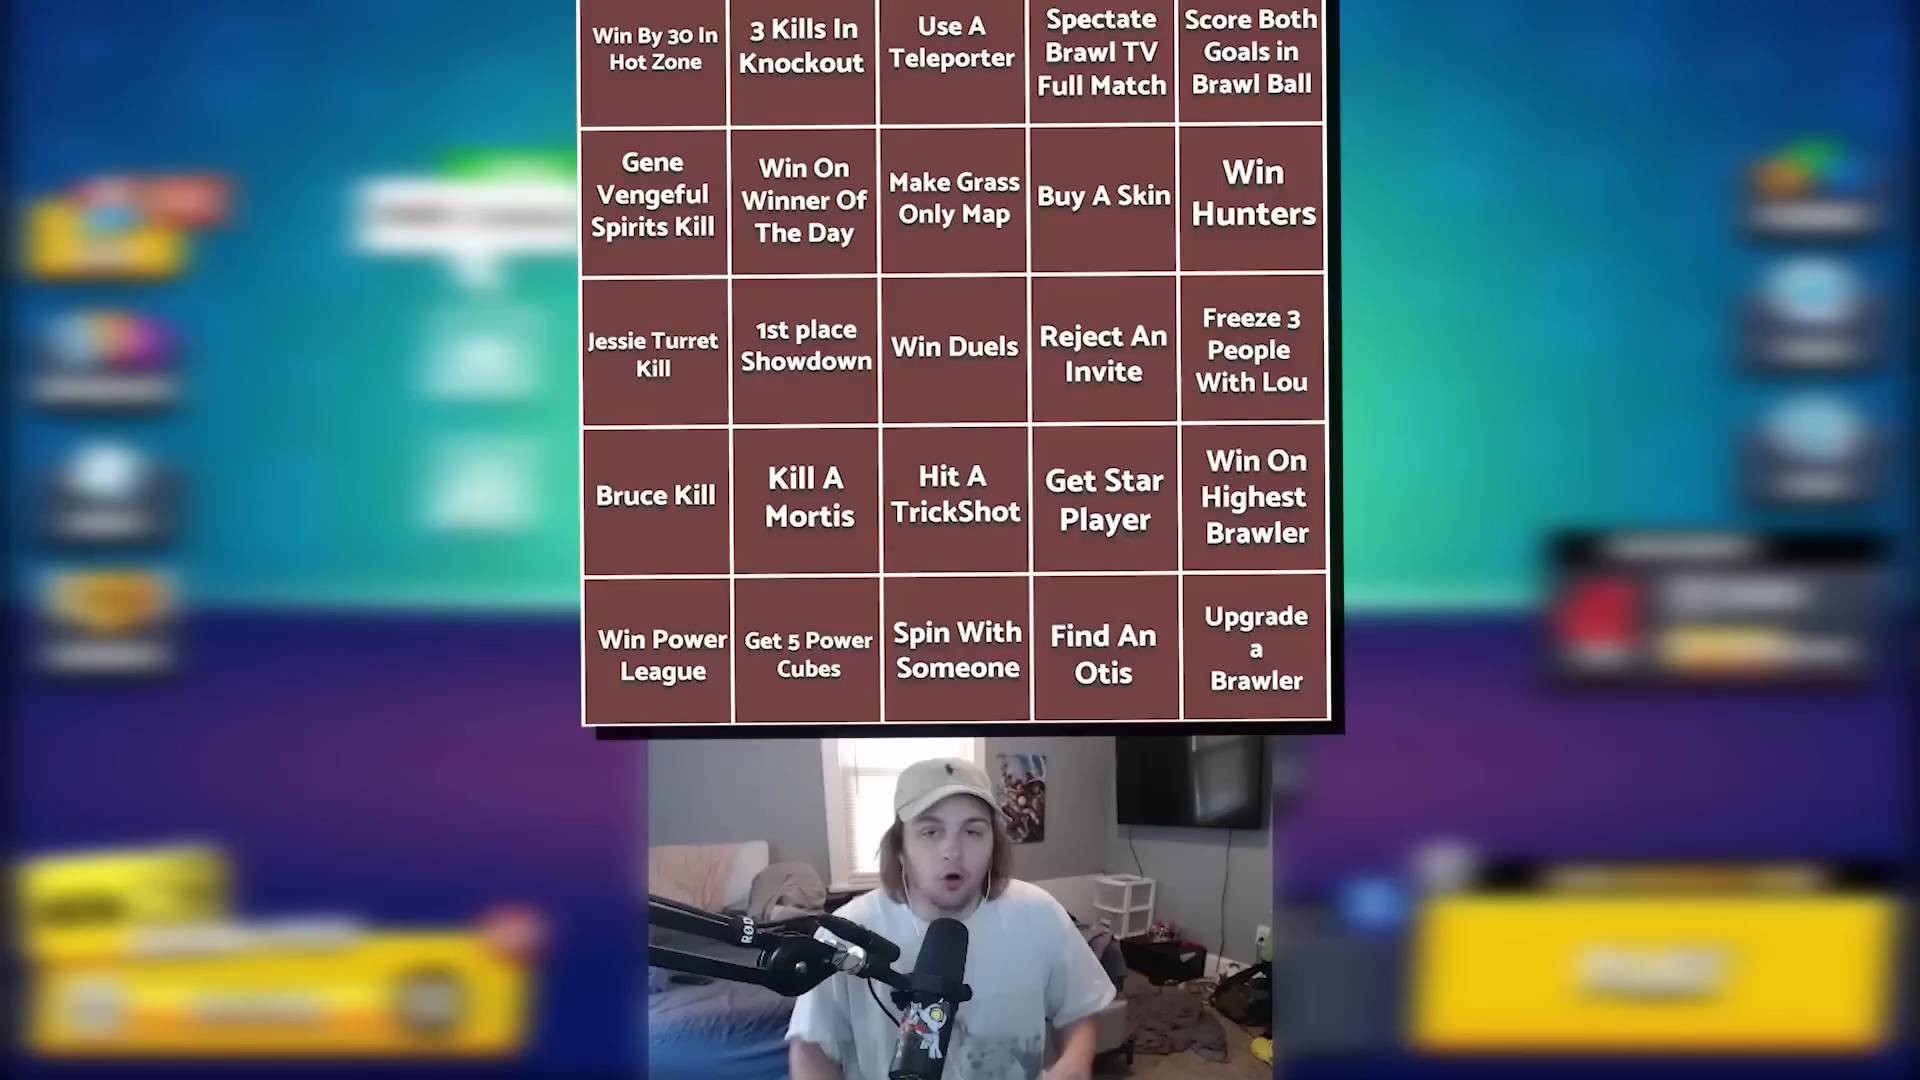 Win By 30 In
Hot Zone
3 Kills In
Knockout
Use A
Teleporter
Spectate
Brawl TV
Full Match
Score Both
Goals in
Brawl Ball
Gene
Vengeful
Spirits Kill
Win On
Winner Of
The Day
Make Grass
Only Map
Buy A Skin
Win
Hunters
Jessie Turret
Kill
1st place
Showdown
Win Duels
Reject An
Invite
Freeze 3
People
With Lou
Bruce Kill
Kill A
Mortis
Hit A
TrickShot
Get Star
Player
Win On
Highest
Brawler
Win Power
League
Get 5 Power
Cubes
Spin With
Someone
Find An
Otis
Upgrade
a
Brawler
RØD